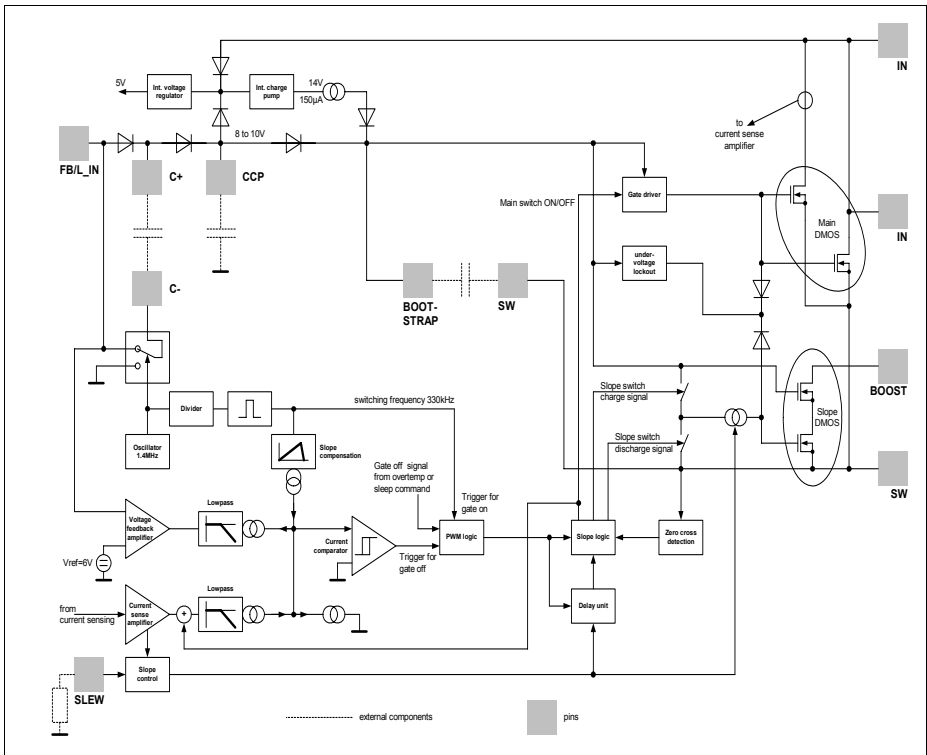 IN
5V
Int. voltage
regulator
Int. charge
pump
14V
150µA
to
current sense
amplifier
8 to 10V
FB/L_IN
C+
CCP
Main switch ON/OFF
Gate driver
Main
DMOS
IN
under-
voltage
lockout
C-
BOOT-
STRAP
SW
BOOST
Slope switch
charge signal
Slope
DMOS
Divider
switching frequency 330kHz
Oscillator
1.4MHz
Slope
compensation
Slope switch
discharge signal
SW
Gate off signal
from overtemp or
sleep command
Trigger for
gate on
Voltage
feedback
amplifier
Lowpass
Current
comparator
PWM logic
Slope logic
Zero cross
detection
Vref=6V
Trigger for
gate off
Lowpass
from
current sensing
Current
sense
amplifier
+
Delay unit
SLEW
Slope
control
external components
pins